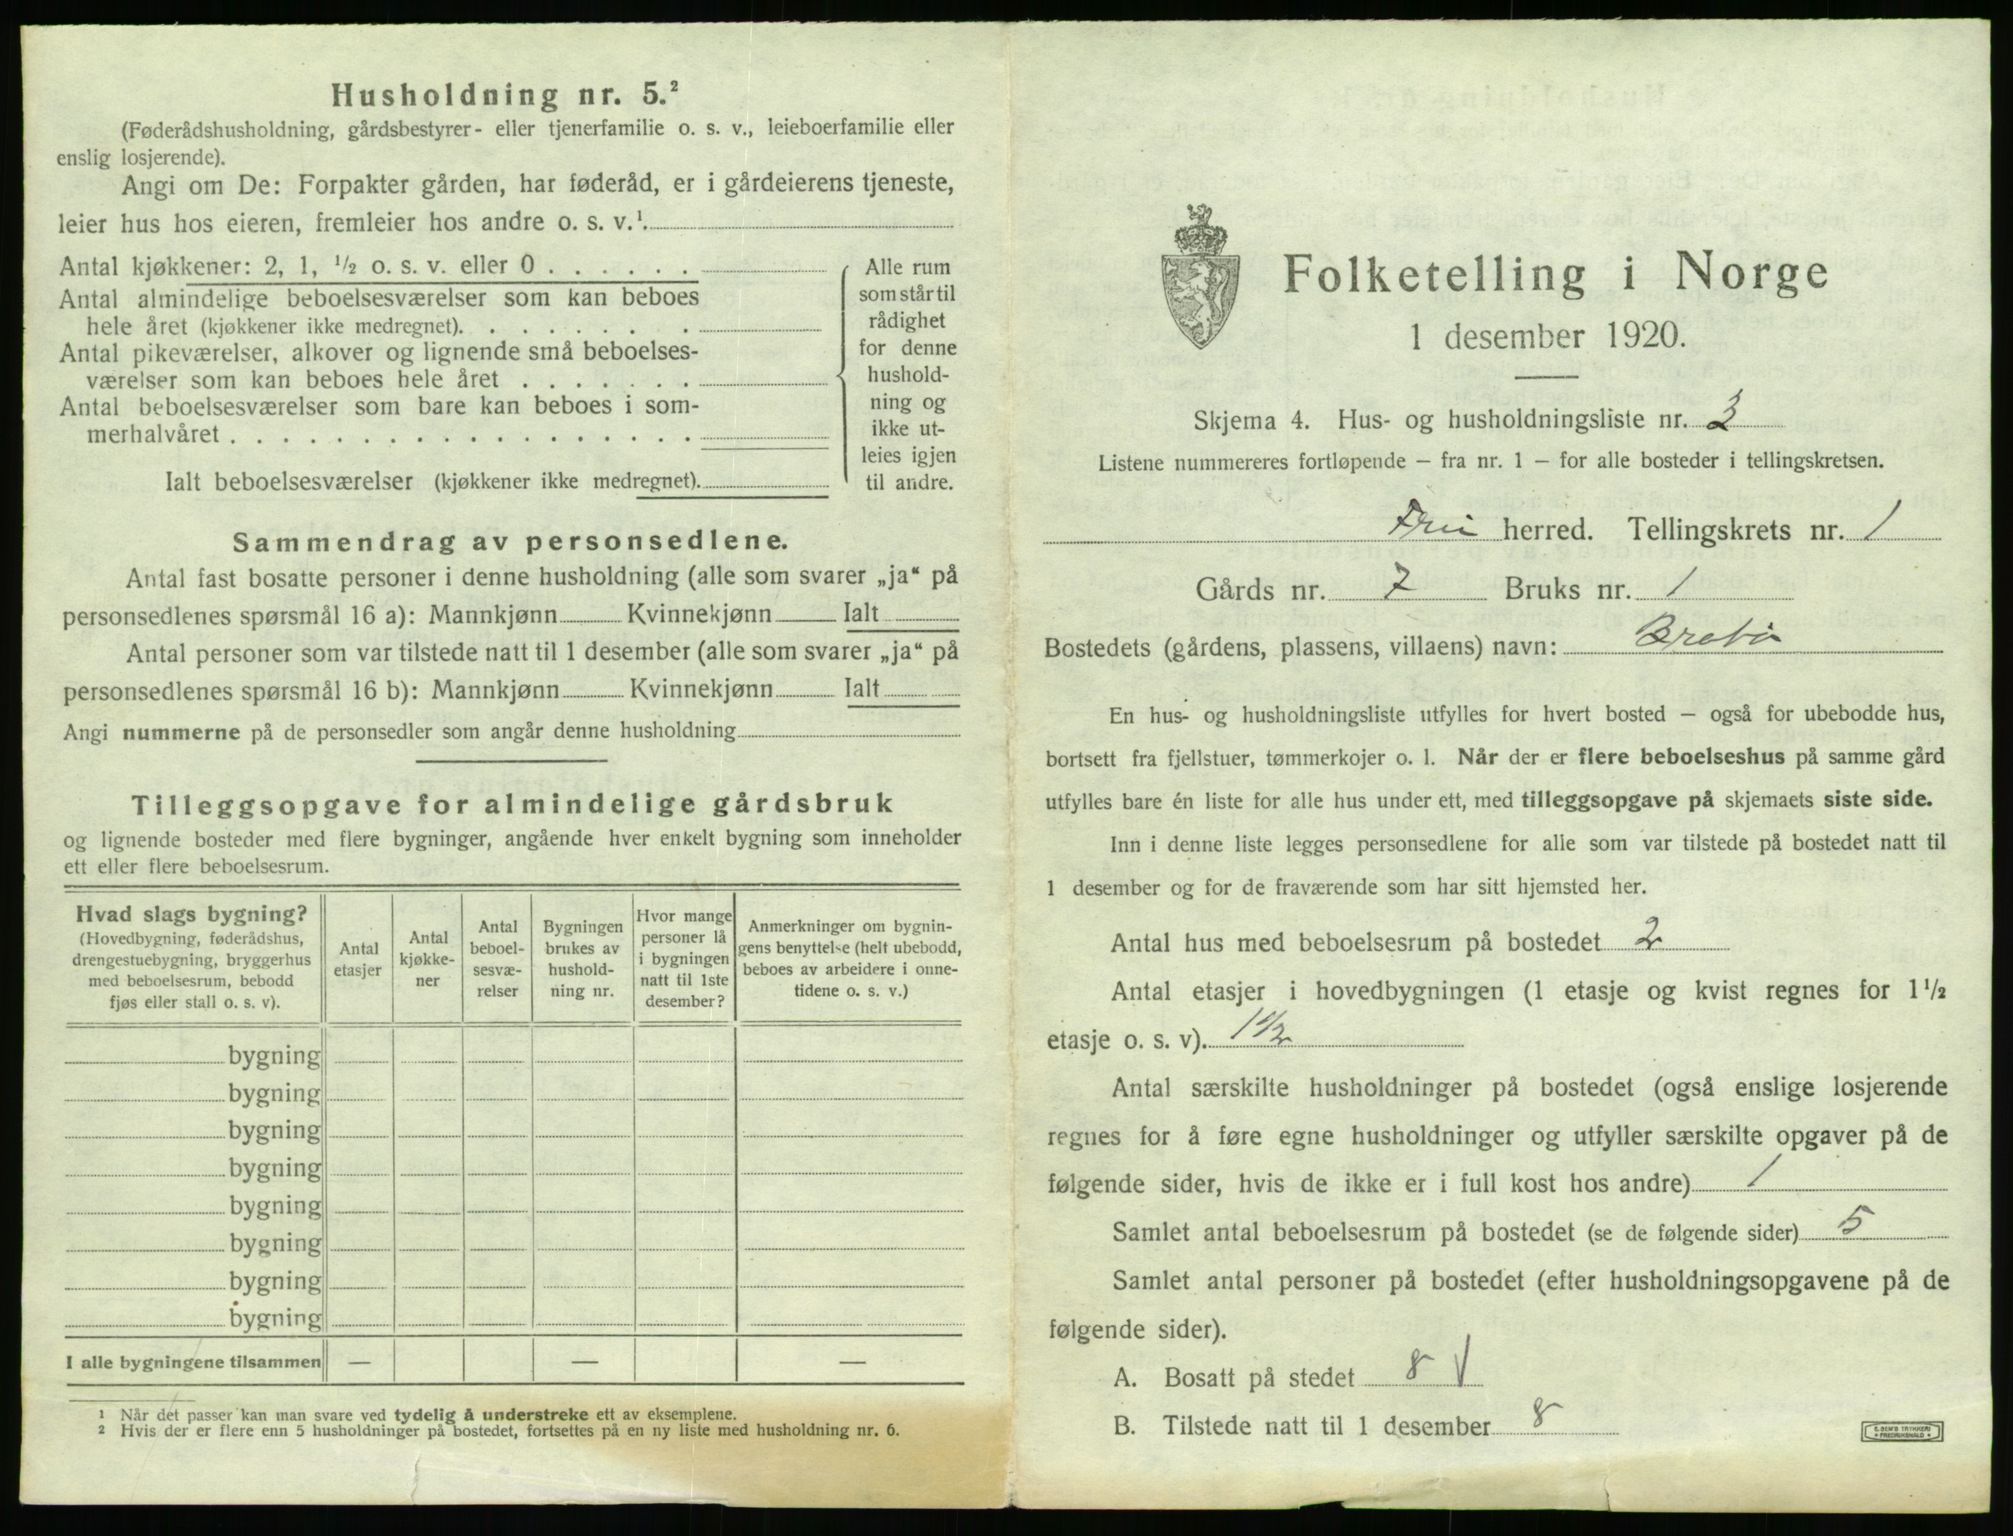 Husholdning nr. 5.²
(Føderådshusholdning, gårdsbestyrer- eller tjenerfamilie o. s. v., leieboerfamilie eller
enslig losjerende).
Angi om De: Forpakter gården, har føderåd, er i gårdeierens tjeneste,
leier hus hos eieren, fremleier hos andre o. s. v.¹.
Antal kjøkkener: 2, 1, ½ o. s. v. eller 0 . . . . . .
Antal almindelige beboelsesværelser som kan beboes
hele året (kjøkkener ikke medregnet). . . . . . . .
Antal pikeværelser, alkover og lignende små beboelses-
værelser som kan beboes hele året . . . . . . .
Antal beboelsesværelser som bare kan beboes i som-
merhalvåret . . . . . . . . . . . . . . . . . .
Ialt beboelsesværelser (kjøkkener ikke medregnet).
Alle rum
som står til
rådighet
for denne
hushold-
ning og
ikke ut-
leies igjen
til andre.
Sammendrag av personsedlene.
Antal fast bosatte personer i denne husholdning (alle som svarer „ja“ på
personsedlenes spørsmål 16 a): Mannkjønn Kvinnekjønn Ialt
Antal personer som var tilstede natt til 1 desember (alle som svarer „ja“ på
personsedlenes spørsmål 16 b): Mannkjønn Kvinnekjønn Ialt
Angi nummerne på de personsedler som angår denne husholdning
Tilleggsopgave for almindelige gårdsbruk
og lignende bosteder med flere bygninger, angående hver enkelt bygning som inneholder
ett eller flere beboelsesrum.
Hvad slags bygning?
(Hovedbygning, føderådshus,
drengestuebygning, bryggerhus
med beboelsesrum, bebodd
fjøs eller stall o. s. v).
Antal
etasjer
Antal
kjøkke-
ner
Antal
beboel-
sesvæ-
relser
Bygningen
brukes av
hushold-
ning nr.
Hvor mange
personer lå
i bygningen
natt til 1ste
desember?
Anmerkninger om bygnin-
gens benyttelse (helt ubebodd,
beboes av arbeidere i onne-
tidene o. s. v.)
bygning
bygning
bygning
bygning
bygning
bygning
bygning
bygning
I alle bygningene tilsammen — — —
¹ Når det passer kan man svare ved tydelig å understreke ett av eksemplene.
² Hvis der er flere enn 5 husholdninger på bostedet, fortsettes på en ny liste med husholdning nr. 6.
Folketelling i Norge
1 desember 1920.
Skjema 4. Hus- og husholdningsliste nr. 3
Listene nummereres fortløpende – fra nr. 1 – for alle bosteder i tellingskretsen.
herred. Tellingskrets nr. 1
Gårds nr. 7 Bruks nr. 1
Bostedets (gårdens, plassens, villaens) navn:
En hus- og husholdningsliste utfylles for hvert bosted – også for ubebodde hus,
bortsett fra fjellstuer, tømmerkojer o. l. Når der er flere beboelseshus på samme gård
utfylles bare én liste for alle hus under ett, med tilleggsopgave på skjemaets siste side.
Inn i denne liste legges personsedlene for alle som var tilstede på bostedet natt til
1 desember og for de fraværende som har sitt hjemsted her.
Antal hus med beboelsesrum på bostedet 2
Antal etasjer i hovedbygningen (1 etasje og kvist regnes for 1½
etasje o. s. v). 1½
Antal særskilte husholdninger på bostedet (også enslige losjerende
regnes for å føre egne husholdninger og utfyller særskilte opgaver på de
følgende sider, hvis de ikke er i full kost hos andre) 1
Samlet antal beboelsesrum på bostedet (se de følgende sider) 5
Samlet antal personer på bostedet (efter husholdningsopgavene på de
følgende sider).
A. Bosatt på stedet 8 √
B. Tilstede natt til 1 desember 8